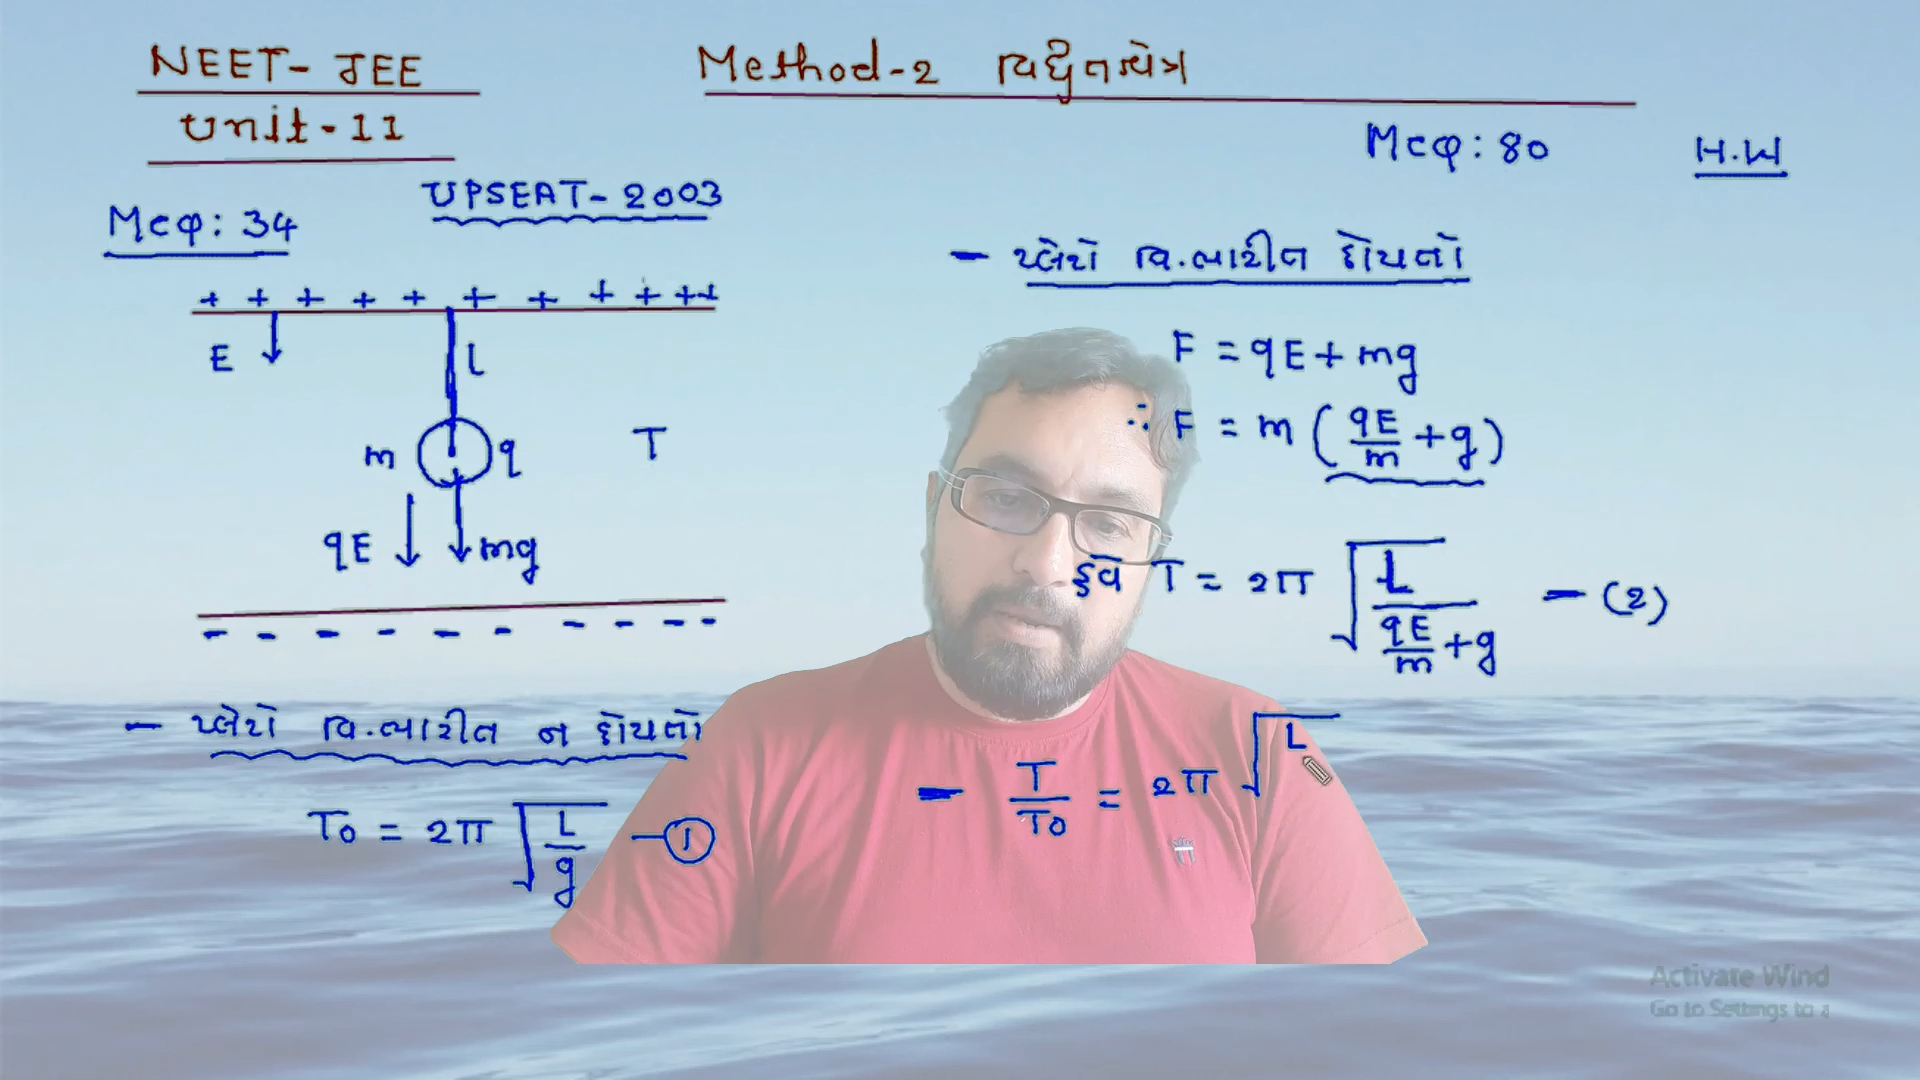 NEET- JEE
Unit-11
Method-2 વિદ્યુતક્ષેત્ર
Mcq: 80 H.W
UPSEAT-2003
Mcq: 34
+ + + + + + + + + ++
E L
m q T
qE mg
- - - - - - - - - -
- પ્લેટો વિ.ભારીત ન હોયતો
T0 = 2π √(L/g) — (1)
- પ્લેટો વિ.ભારીત હોયતો
F = qE + mg
∴ F = m (qE/m + g)
હવે T = 2π √(L/(qE/m + g)) — (2)
- T/T0 = 2π √L
Activate Wind
Go to Settings to a